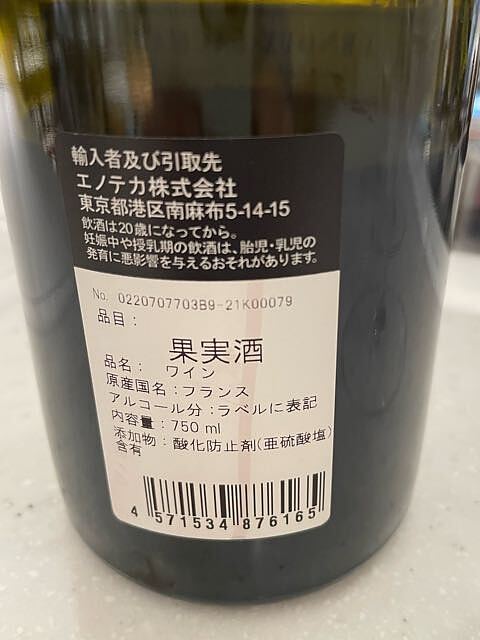 輸入者及び引取先
エノテカ株式会社
東京都港区南麻布5-14-15
飲酒は20歳になってから。
妊娠中や授乳期の飲酒は、胎児・乳児の
発育に悪影響を与えるおそれがあります。
No. 0220707703B9-21K00079
品目：
果実酒
品名： ワイン
原産国名：フランス
アルコール分：ラベルに表記
内容量：750 ml
添加物：酸化防止剤(亜硫酸塩)
含有
4 571534 876165